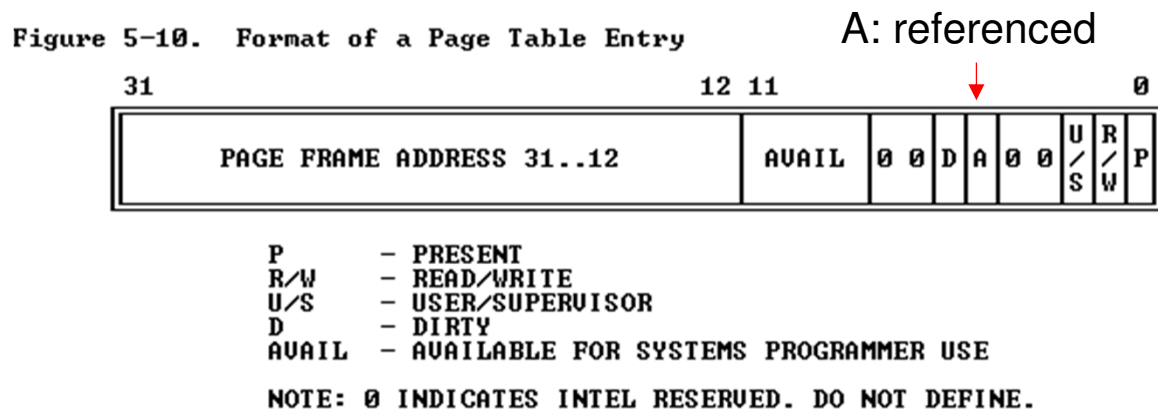 Figure 5-10. Format of a Page Table Entry
A: referenced
31 12 11 0
PAGE FRAME ADDRESS 31..12 AVAIL 0 0 D A 0 0 U/S R/W P
P - PRESENT
R/W - READ/WRITE
U/S - USER/SUPERVISOR
D - DIRTY
AVAIL - AVAILABLE FOR SYSTEMS PROGRAMMER USE
NOTE: 0 INDICATES INTEL RESERVED. DO NOT DEFINE.